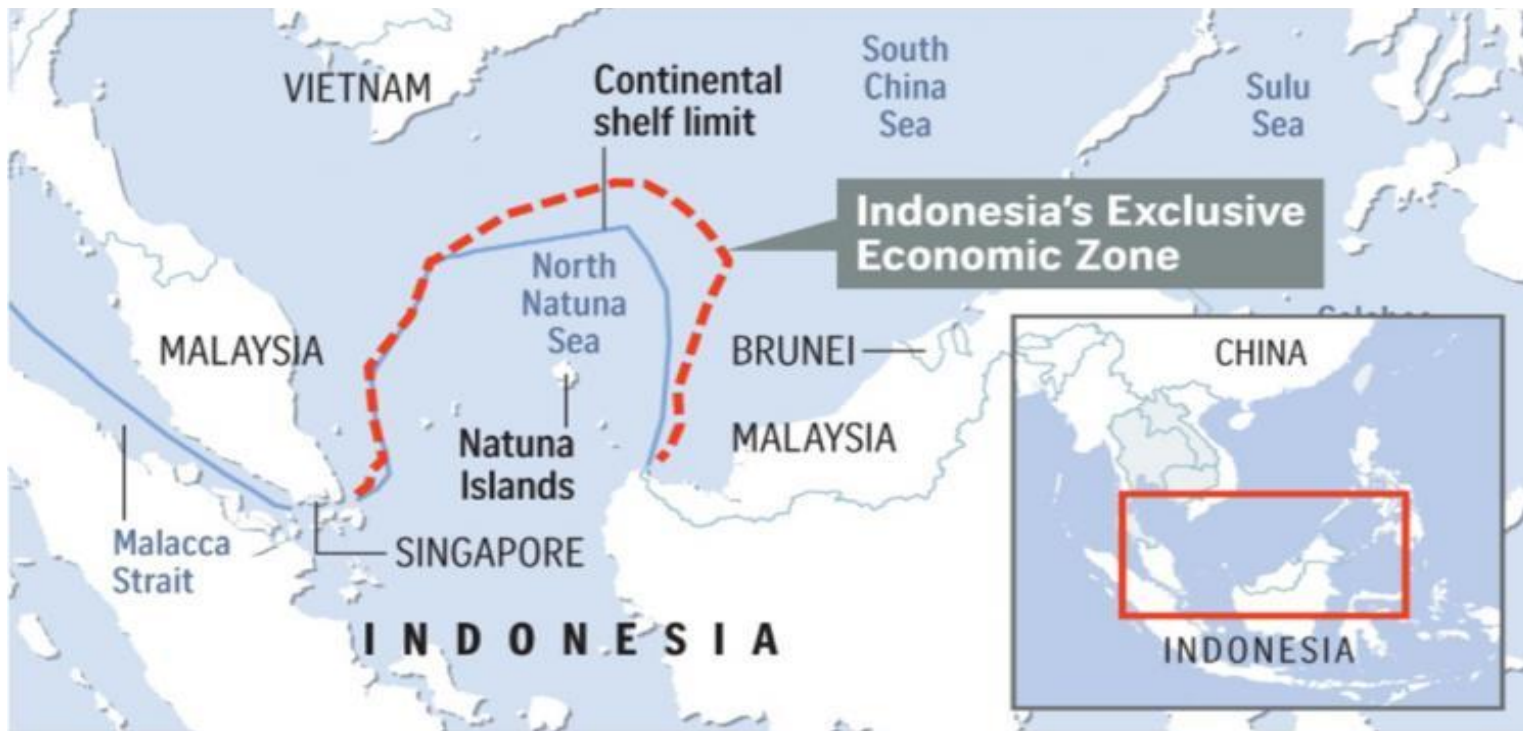 VIETNAM
Continental
shelf limit
South
China
Sea
Sulu
Sea
Indonesia's Exclusive
Economic Zone
North
Natuna
Sea
MALAYSIA
BRUNEI
Natuna
Islands
MALAYSIA
Malacca
Strait
SINGAPORE
INDONESIA
CHINA
INDONESIA